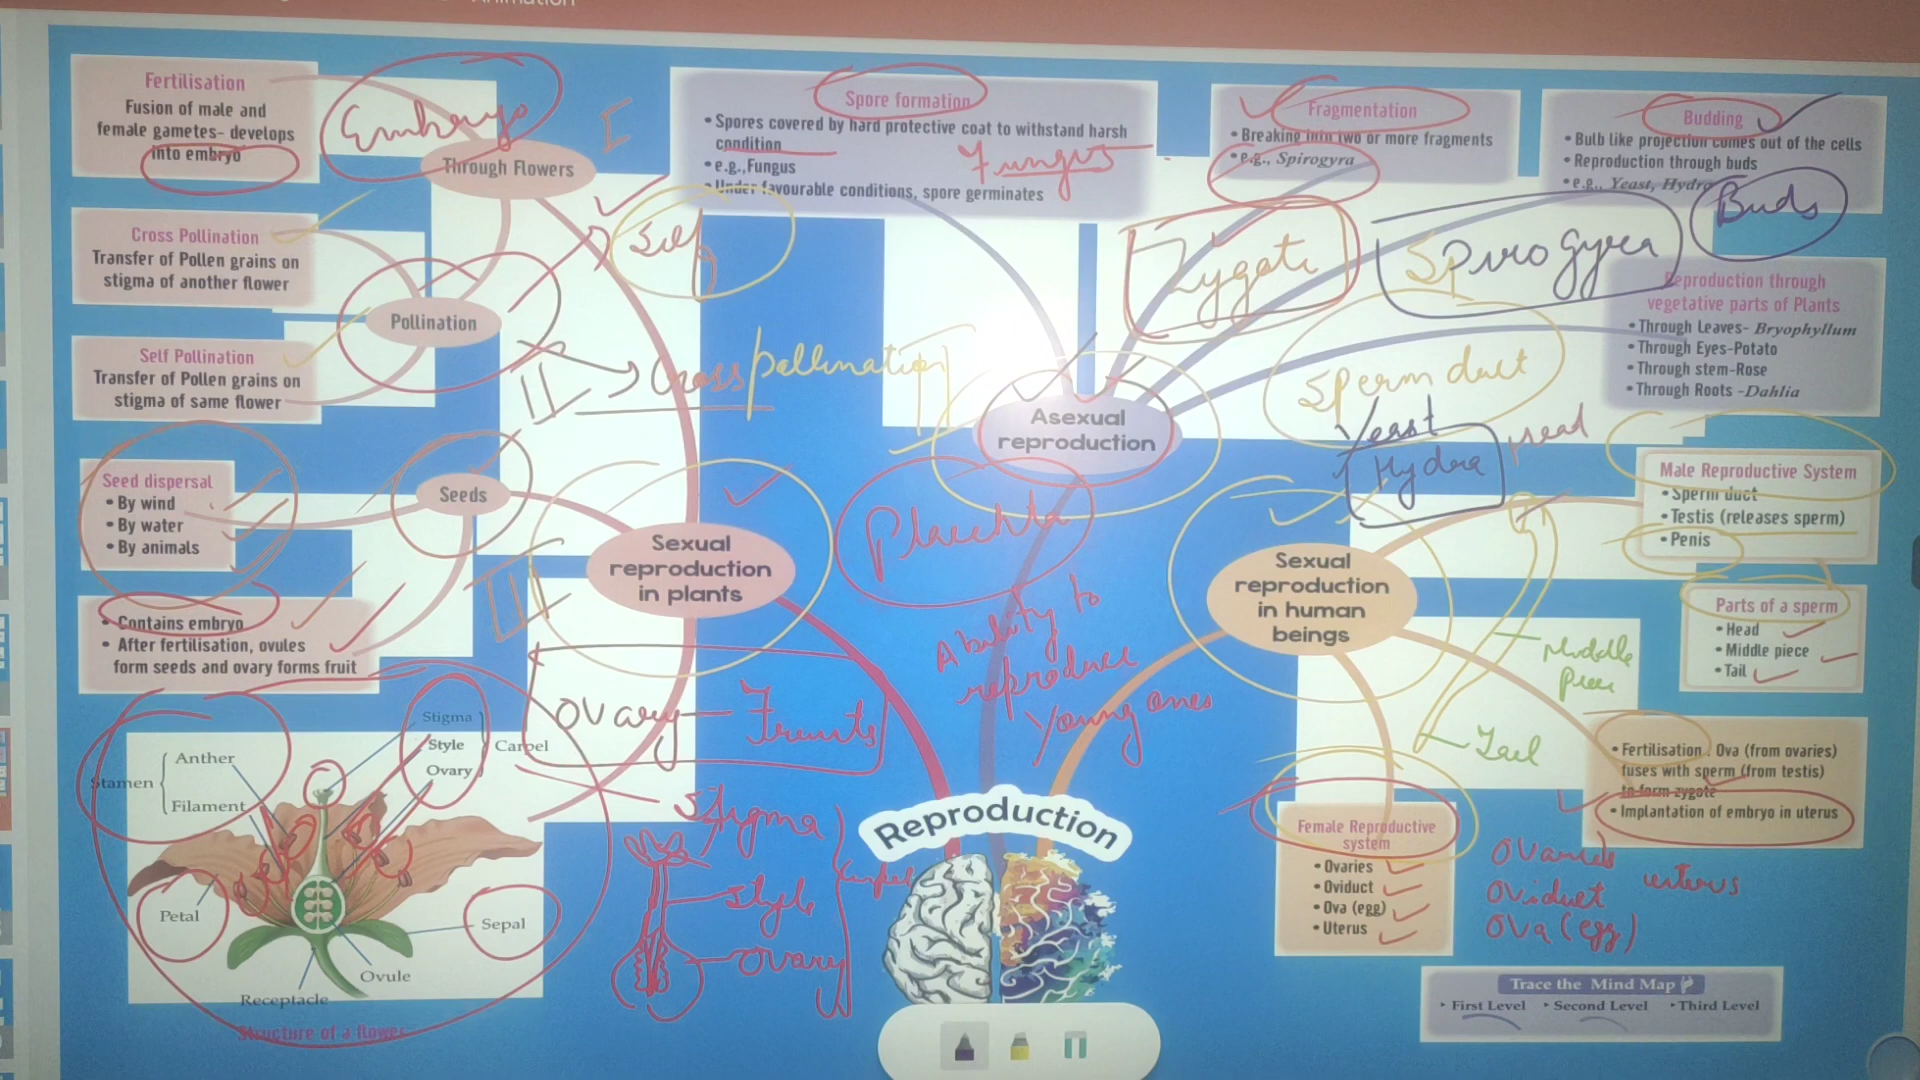 Animation
Fertilisation
Fusion of male and
female gametes- develops
into embryo
Embryo
Through Flowers
I
Spore formation
• Spores covered by hard protective coat to withstand harsh
condition
• e.g.,Fungus
• Under favourable conditions, spore germinates
Fungus
Fragmentation
• Breaking into two or more fragments
• e.g., Spirogyra
Budding
• Bulb like projection comes out of the cells
• Reproduction through buds
• e.g., Yeast, Hydra
Buds
Cross Pollination
Transfer of Pollen grains on
stigma of another flower
Self
Zygote
Spirogyra
Pollination
Reproduction through
vegetative parts of Plants
• Through Leaves- Bryophyllum
• Through Eyes-Potato
• Through stem-Rose
• Through Roots -Dahlia
Self Pollination
Transfer of Pollen grains on
stigma of same flower
II
Cross pollination
Sperm duct
Yeast
Hydra
Asexual
reproduction
Seed dispersal
• By wind
• By water
• By animals
Seeds
Male Reproductive System
• Sperm duct
• Testis (releases sperm)
• Penis
III
Sexual
reproduction
in plants
Sexual
reproduction
in human
beings
Parts of a sperm
• Head
• Middle piece
• Tail
• Contains embryo
• After fertilisation, ovules
form seeds and ovary forms fruit
Ability to
reproduce
Young ones
Middle
Tail
Ovary – Fruits
• Fertilisation : Ova (from ovaries)
fuses with sperm (from testis)
to form zygote
• Implantation of embryo in uterus
Stigma
Style
Ovary
Carpel
Stamen
Anther
Filament
Petal
Sepal
Ovule
Receptacle
Structure of a flower
Stigma
Style
Ovary
Carpel
Reproduction
Female Reproductive
system
• Ovaries
• Oviduct
• Ova (egg)
• Uterus
Oviduct
Ova (egg)
uterus
Trace the Mind Map
First Level
Second Level
Third Level